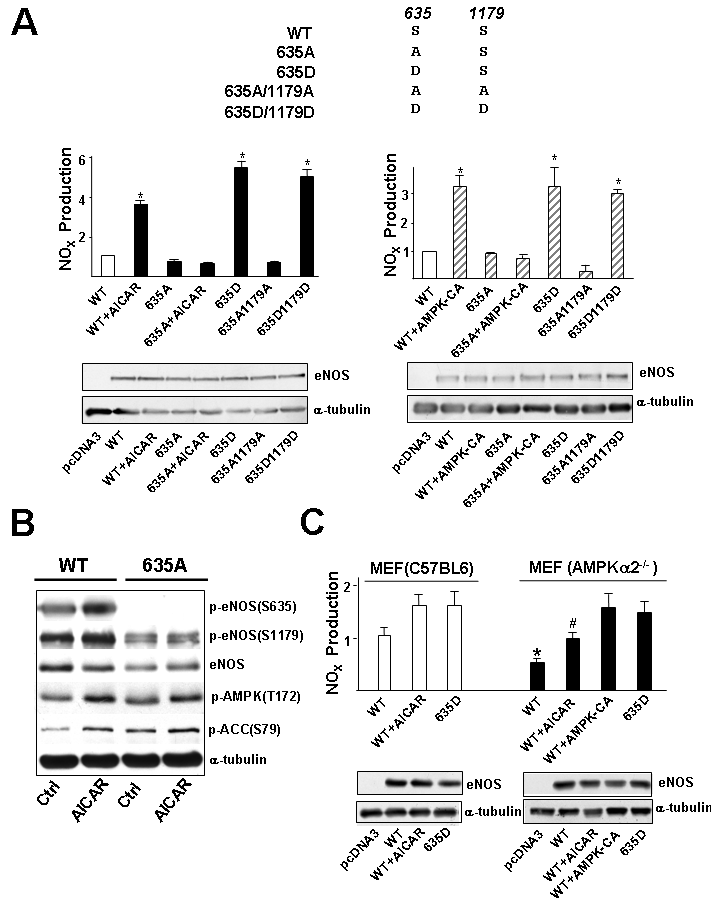 A
635 1179
WT S S
635A A S
635D D S
635A/1179A A A
635D/1179D D D
NOX Production
6
4
2
WT
WT+AICAR
635A
635A+AICAR
635D
635A1179A
635D1179D
*
*
*
NOX Production
3
2
1
WT
WT+AMPK-CA
635A
635A+AMPK-CA
635D
635A1179A
635D1179D
*
*
*
eNOS
α-tubulin
pcDNA3
WT
WT+AICAR
635A
635A+AICAR
635D
635A1179A
635D1179D
eNOS
α-tubulin
pcDNA3
WT
WT+AMPK-CA
635A
635A+AMPK-CA
635D
635A1179A
635D1179D
B
WT 635A
p-eNOS(S635)
p-eNOS(S1179)
eNOS
p-AMPK(T172)
p-ACC(S79)
α-tubulin
Ctrl
AICAR
Ctrl
AICAR
C
MEF(C57BL6)
MEF (AMPKα2-/-)
NOX Production
2
1
*
#
WT
WT+AICAR
635D
WT
WT+AICAR
WT+AMPK-CA
635D
eNOS
α-tubulin
pcDNA3
WT
WT+AICAR
635D
eNOS
α-tubulin
pcDNA3
WT
WT+AICAR
WT+AMPK-CA
635D